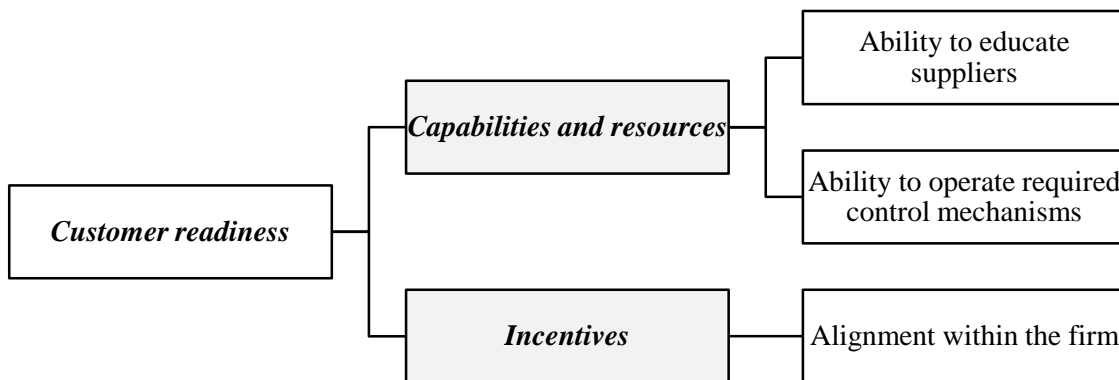 Ability to educate
suppliers
Capabilities and resources
Ability to operate required
control mechanisms
Customer readiness
Incentives
Alignment within the firm